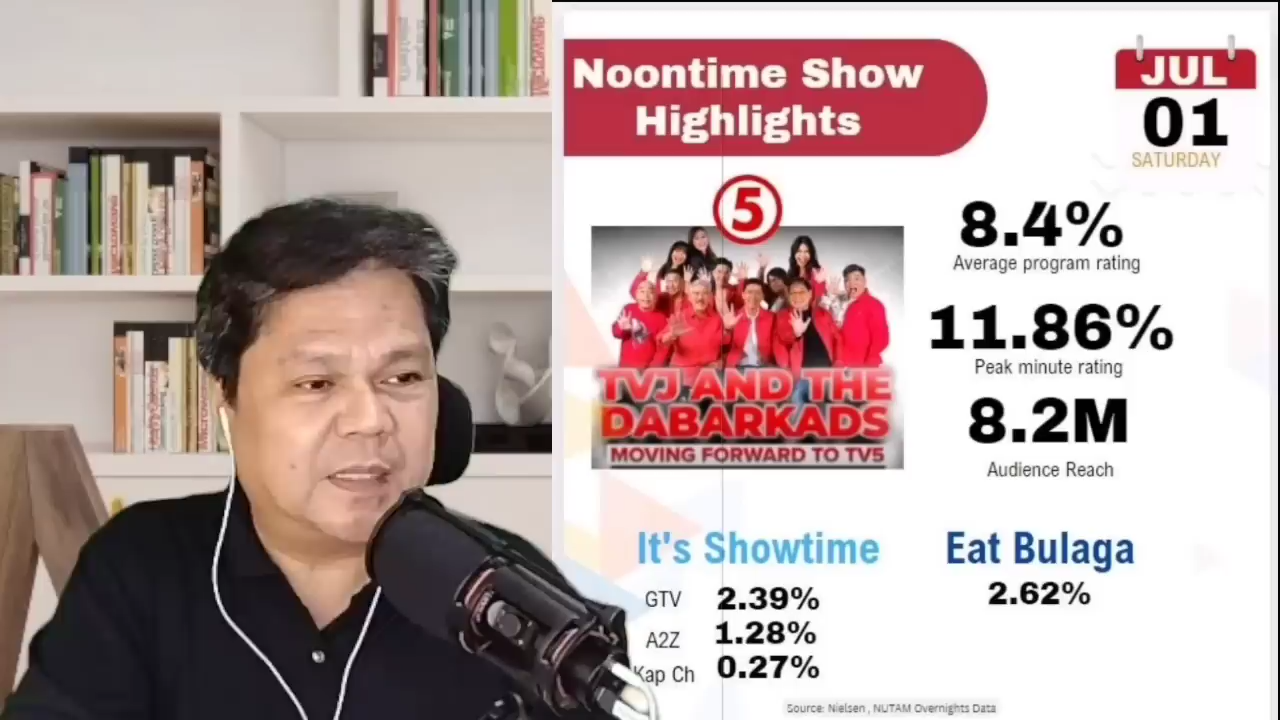 Noontime Show
Highlights
JUL
01
SATURDAY
5
TVJ AND THE
DABARKADS
MOVING FORWARD TO TV5
8.4%
Average program rating
11.86%
Peak minute rating
8.2M
Audience Reach
It's Showtime
GTV 2.39%
A2Z 1.28%
Kap Ch 0.27%
Eat Bulaga
2.62%
Source: Nielsen , NUTAM Overnights Data